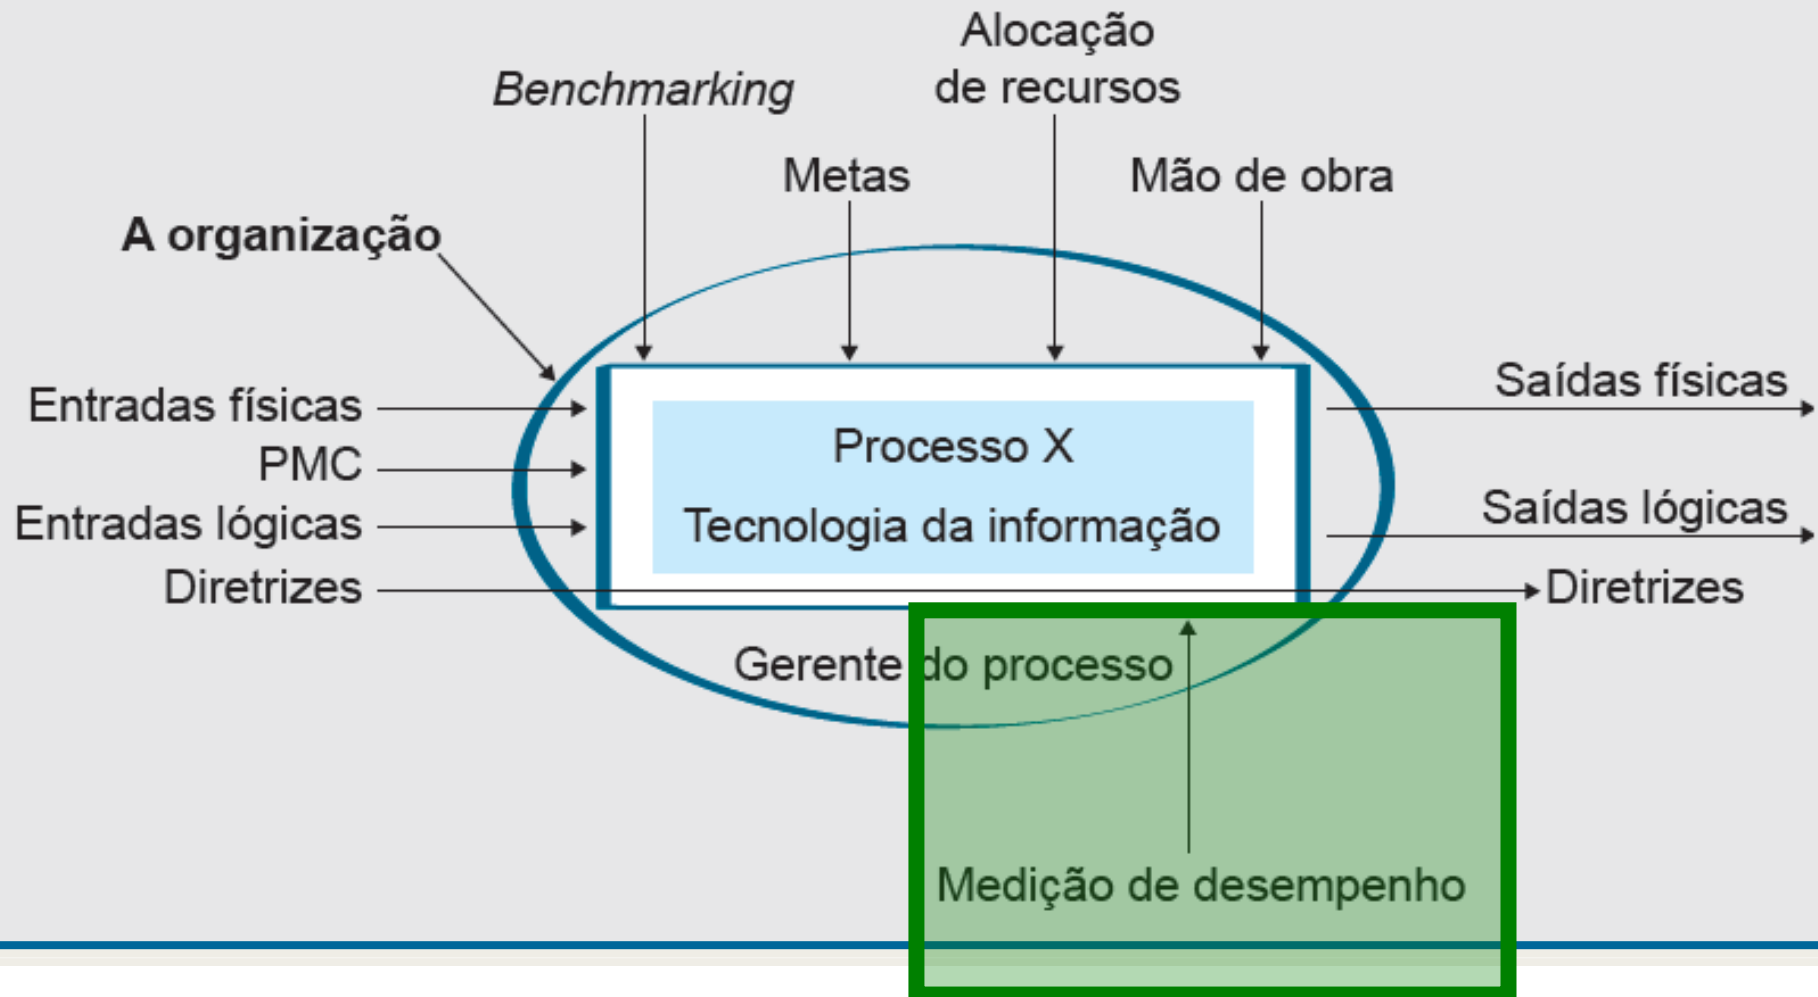 Alocação
de recursos
Benchmarking
Metas
Mão de obra
A organização
Entradas físicas
PMC
Entradas lógicas
Diretrizes
Processo X
Tecnologia da informação
Saídas físicas
Saídas lógicas
Diretrizes
Gerente do processo
Medição de desempenho